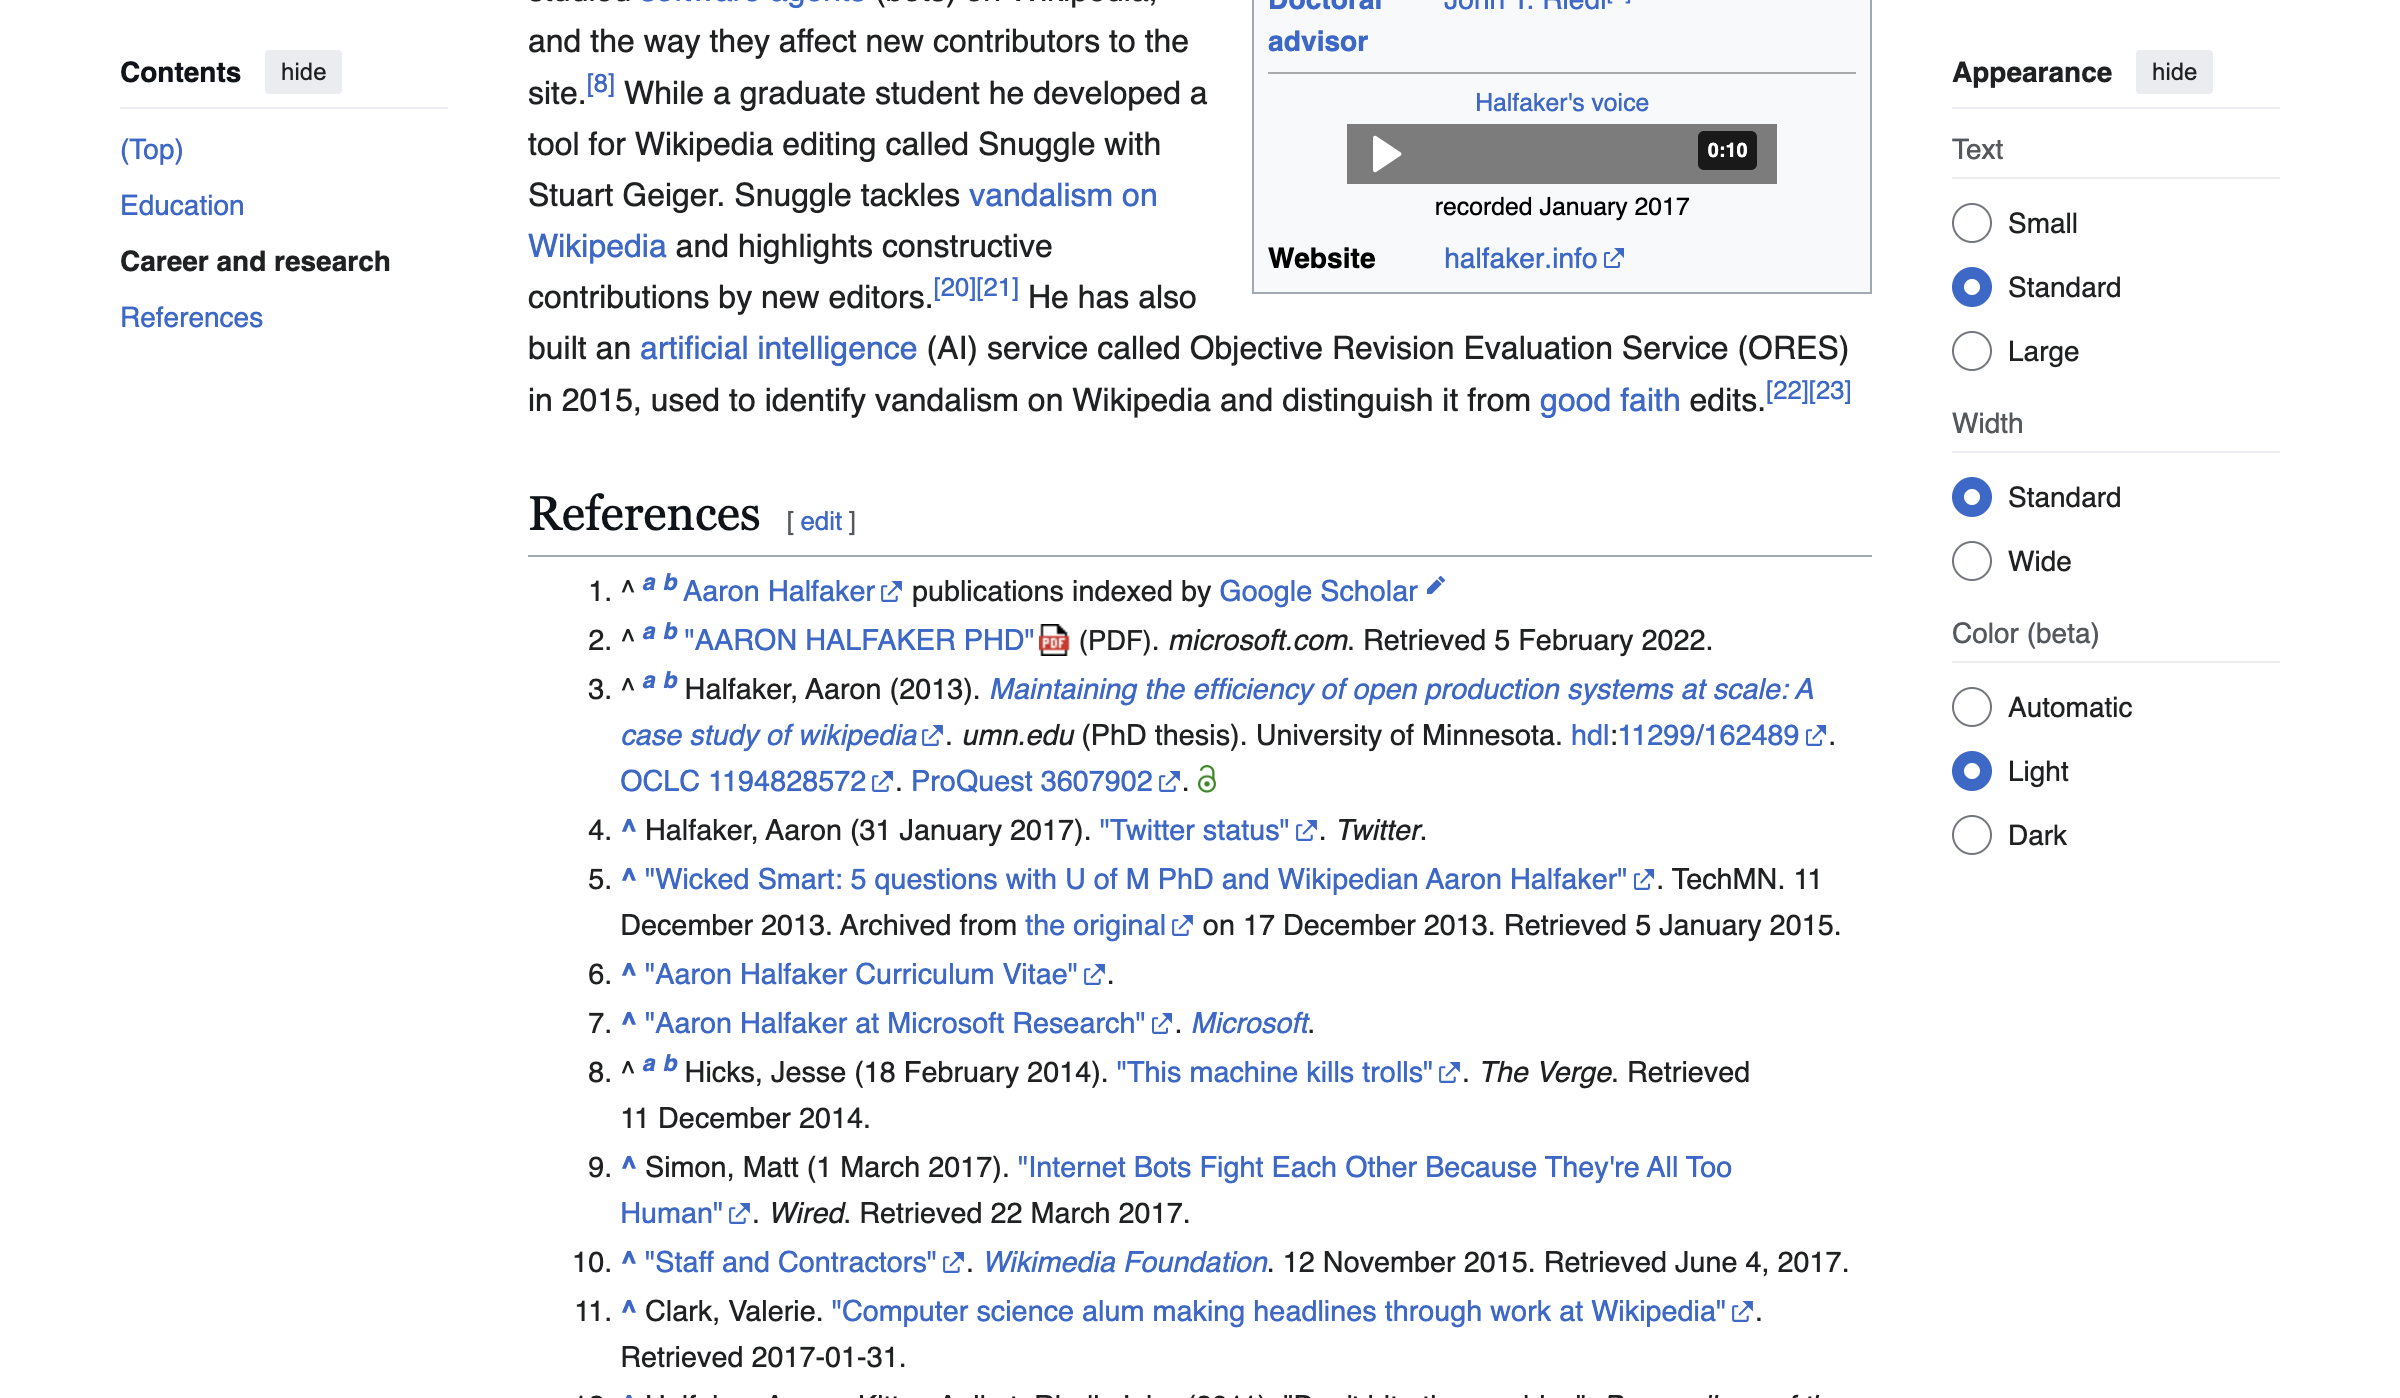 Contents hide
(Top)
Education
Career and research
References
and the way they affect new contributors to the
site.[8] While a graduate student he developed a
tool for Wikipedia editing called Snuggle with
Stuart Geiger. Snuggle tackles vandalism on
Wikipedia and highlights constructive
contributions by new editors.[20][21] He has also
built an artificial intelligence (AI) service called Objective Revision Evaluation Service (ORES)
in 2015, used to identify vandalism on Wikipedia and distinguish it from good faith edits.[22][23]
Doctoral John T. Riedl
advisor
Halfaker's voice
0:10
recorded January 2017
Website halfaker.info
References [ edit ]
1. ^ a b Aaron Halfaker publications indexed by Google Scholar
2. ^ a b "AARON HALFAKER PHD" PDF (PDF). microsoft.com. Retrieved 5 February 2022.
3. ^ a b Halfaker, Aaron (2013). Maintaining the efficiency of open production systems at scale: A
case study of wikipedia. umn.edu (PhD thesis). University of Minnesota. hdl:11299/162489.
OCLC 1194828572. ProQuest 3607902.
4. ^ Halfaker, Aaron (31 January 2017). "Twitter status". Twitter.
5. ^ "Wicked Smart: 5 questions with U of M PhD and Wikipedian Aaron Halfaker". TechMN. 11
December 2013. Archived from the original on 17 December 2013. Retrieved 5 January 2015.
6. ^ "Aaron Halfaker Curriculum Vitae".
7. ^ "Aaron Halfaker at Microsoft Research". Microsoft.
8. ^ a b Hicks, Jesse (18 February 2014). "This machine kills trolls". The Verge. Retrieved
11 December 2014.
9. ^ Simon, Matt (1 March 2017). "Internet Bots Fight Each Other Because They're All Too
Human". Wired. Retrieved 22 March 2017.
10. ^ "Staff and Contractors". Wikimedia Foundation. 12 November 2015. Retrieved June 4, 2017.
11. ^ Clark, Valerie. "Computer science alum making headlines through work at Wikipedia".
Retrieved 2017-01-31.
Appearance hide
Text
Small
Standard
Large
Width
Standard
Wide
Color (beta)
Automatic
Light
Dark